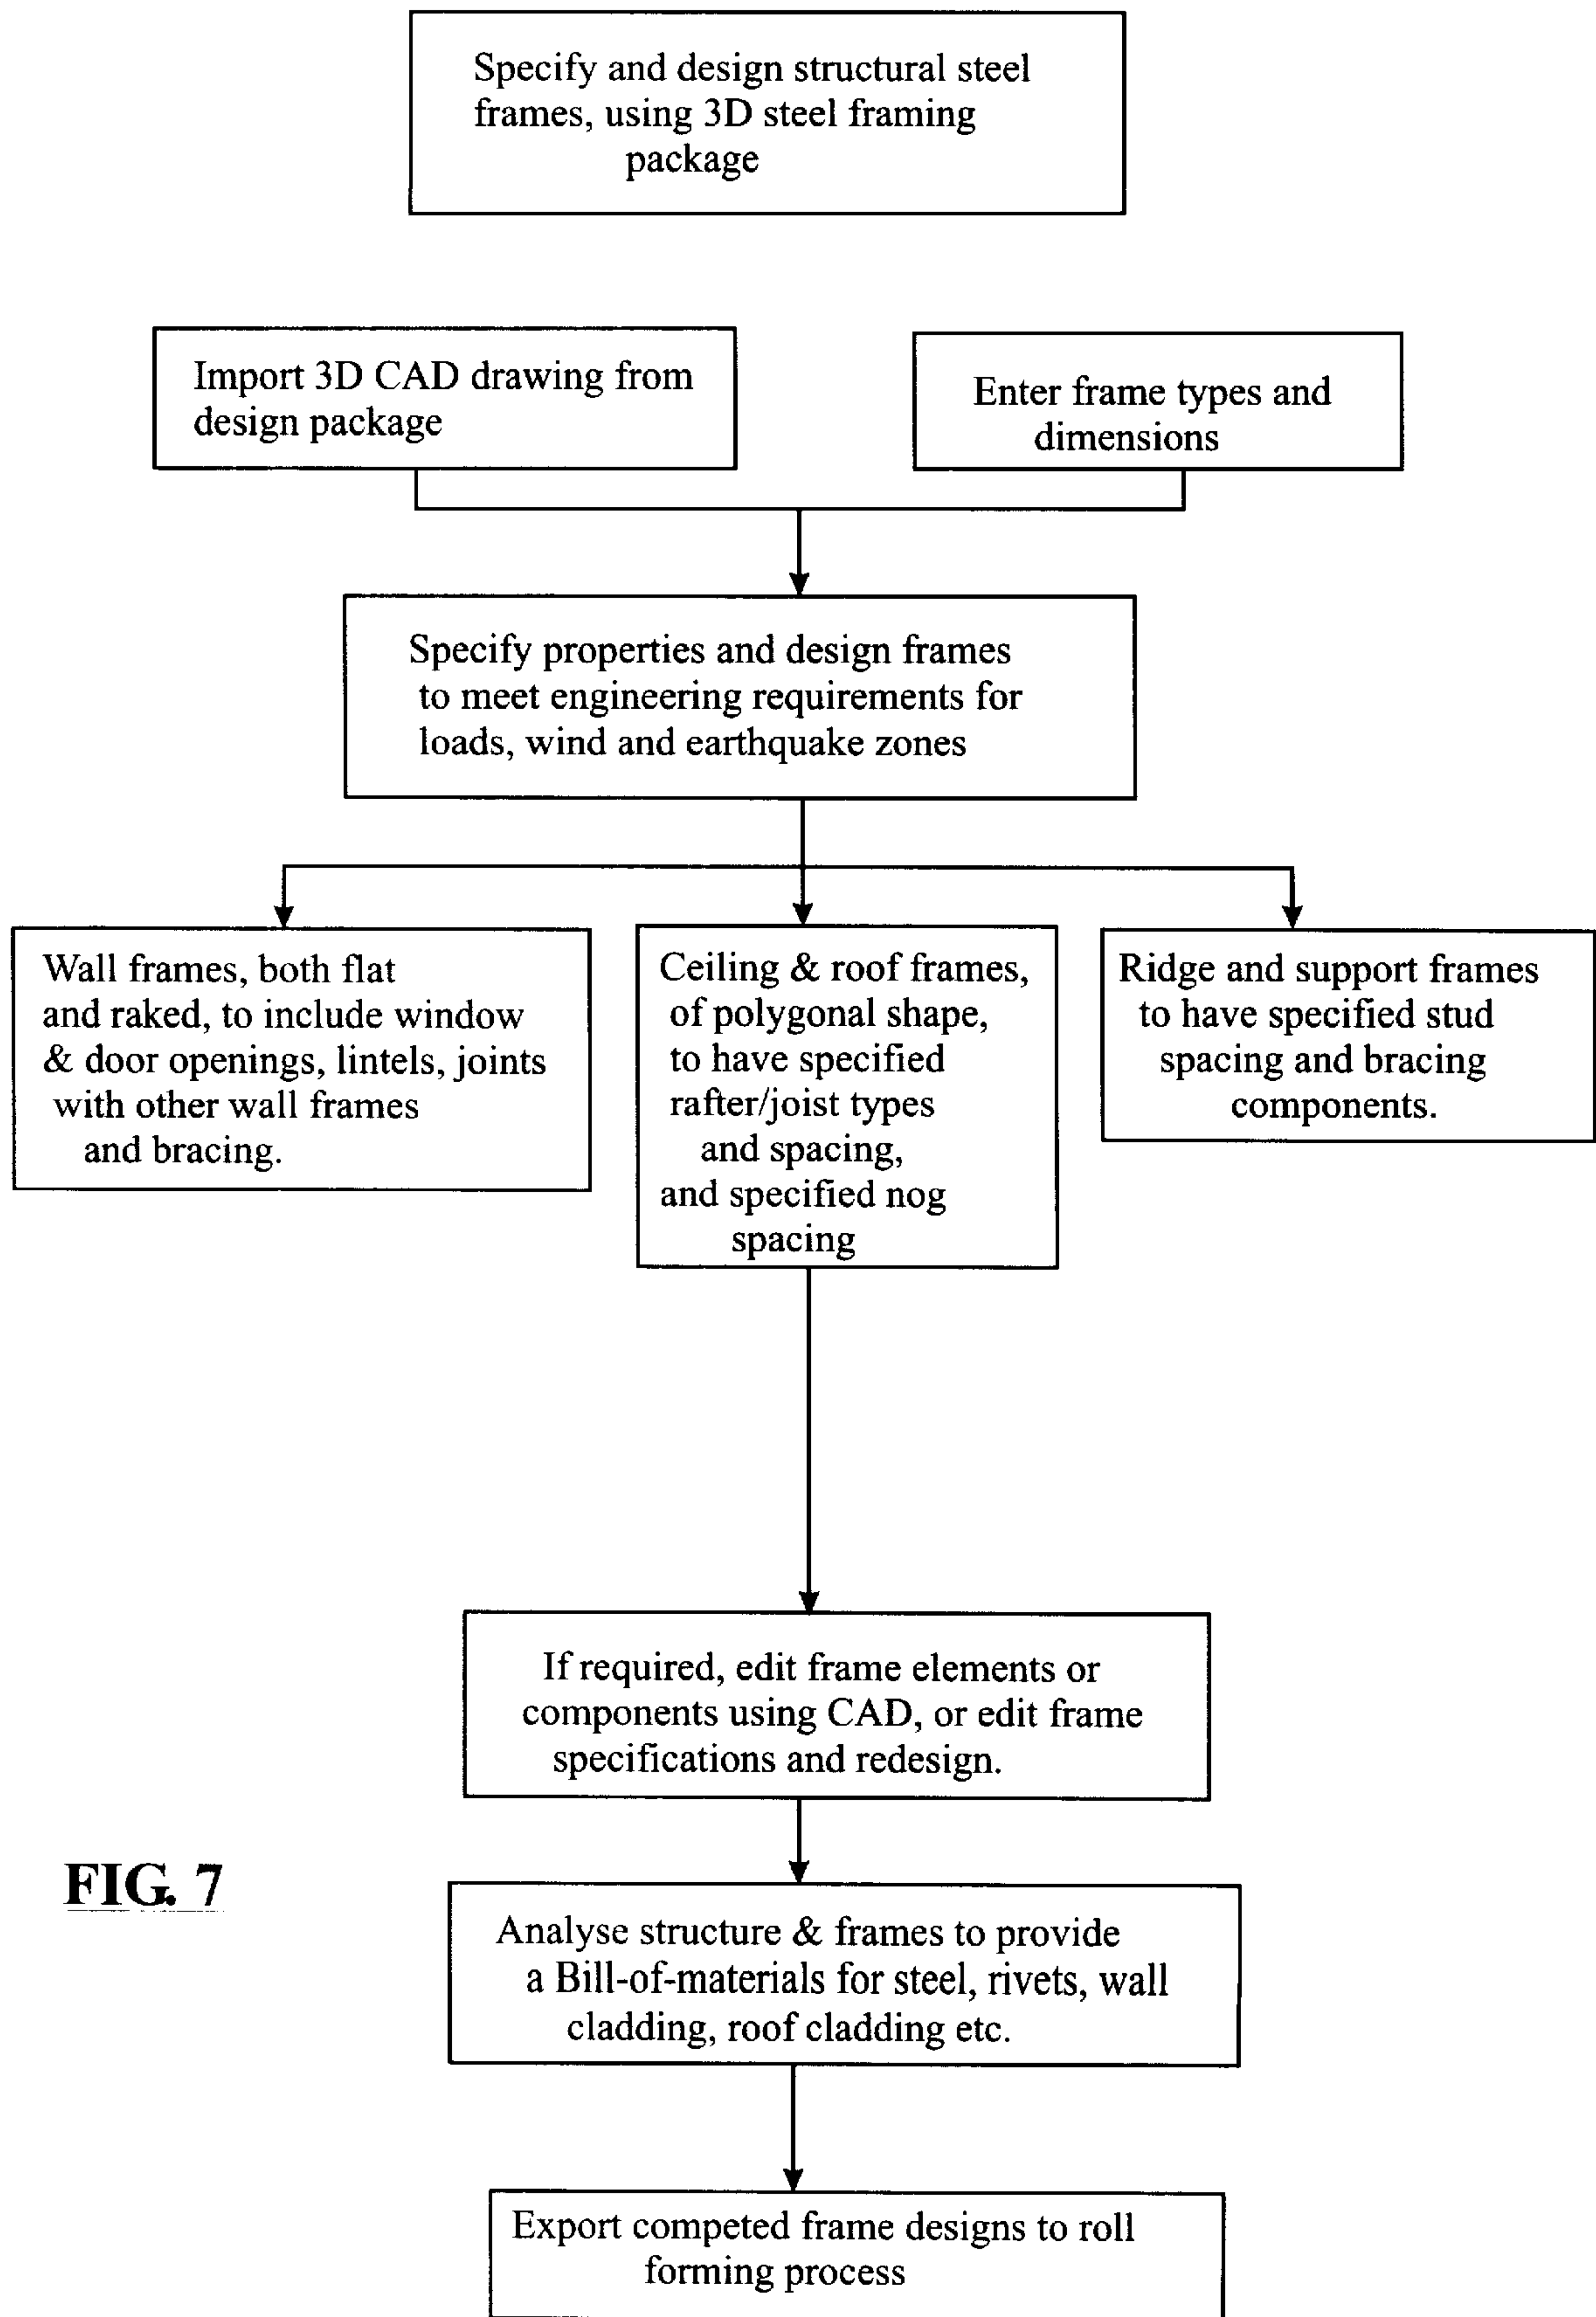 Specify and design structural steel
frames, using 3D steel framing
package
Import 3D CAD drawing from
design package
Enter frame types and
dimensions
Specify properties and design frames
to meet engineering requirements for
loads, wind and earthquake zones
Wall frames, both flat
and raked, to include window
& door openings, lintels, joints
with other wall frames
and bracing.
Ceiling & roof frames,
of polygonal shape,
to have specified
rafter/joist types
and spacing,
and specified nog
spacing
Ridge and support frames
to have specified stud
spacing and bracing
components.
If required, edit frame elements or
components using CAD, or edit frame
specifications and redesign.
FIG. 7
Analyse structure & frames to provide
a Bill-of-materials for steel, rivets, wall
cladding, roof cladding etc.
Export competed frame designs to roll
forming process